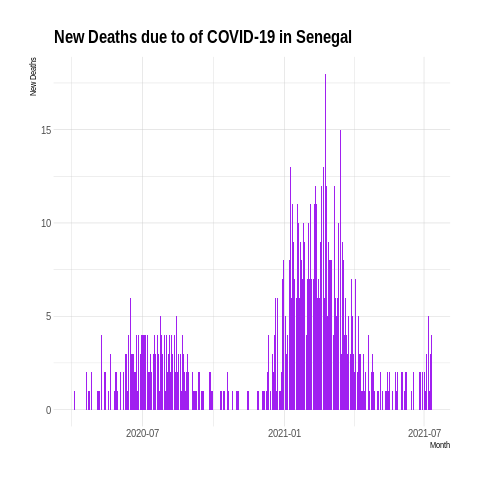 New Deaths due to of COVID-19 in Senegal
New Deaths
15
10
5
0
2020-07
2021-01
2021-07
Month